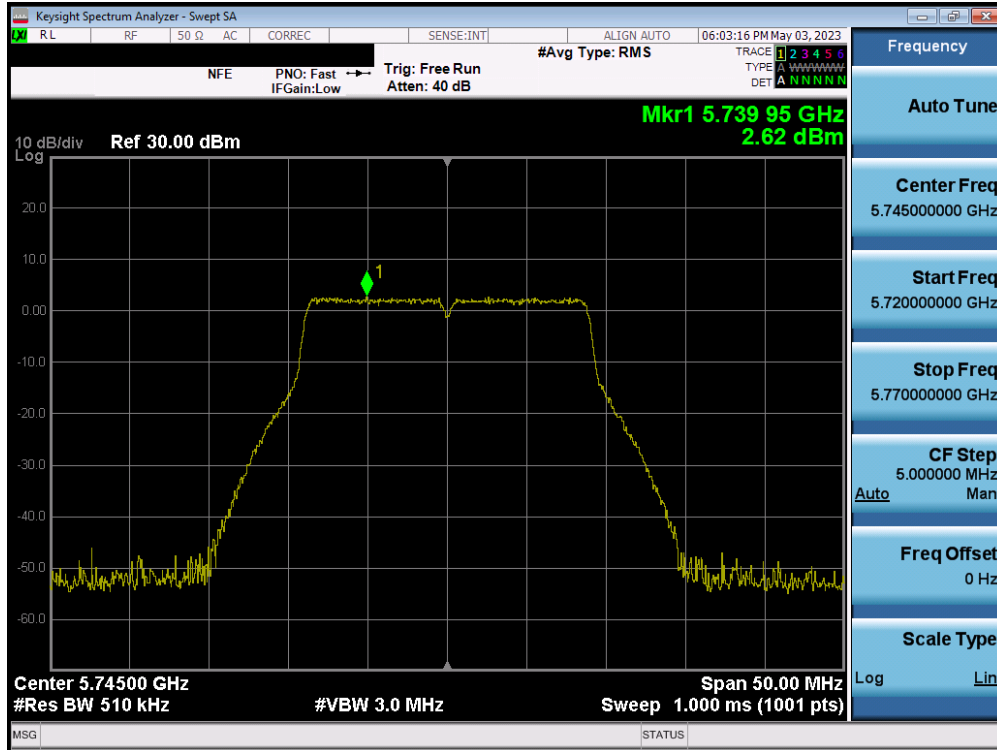 Keysight Spectrum Analyzer - Swept SA
LXI RL RF 50 Ω AC CORREC SENSE:INT ALIGN AUTO 06:03:16 PM May 03, 2023
NFE PNO: Fast Trig: Free Run #Avg Type: RMS TRACE 1 2 3 4 5 6
IFGain:Low Atten: 40 dB TYPE A WWWWW
DET A N N N N N
Mkr1 5.739 95 GHz
2.62 dBm
10 dB/div Ref 30.00 dBm
Log
20.0
10.0
1
0.00
-10.0
-20.0
-30.0
-40.0
-50.0
-60.0
Center 5.74500 GHz Span 50.00 MHz
#Res BW 510 kHz #VBW 3.0 MHz Sweep 1.000 ms (1001 pts)
MSG STATUS
Frequency
Auto Tune
Center Freq
5.745000000 GHz
Start Freq
5.720000000 GHz
Stop Freq
5.770000000 GHz
CF Step
5.000000 MHz
Auto Man
Freq Offset
0 Hz
Scale Type
Log Lin